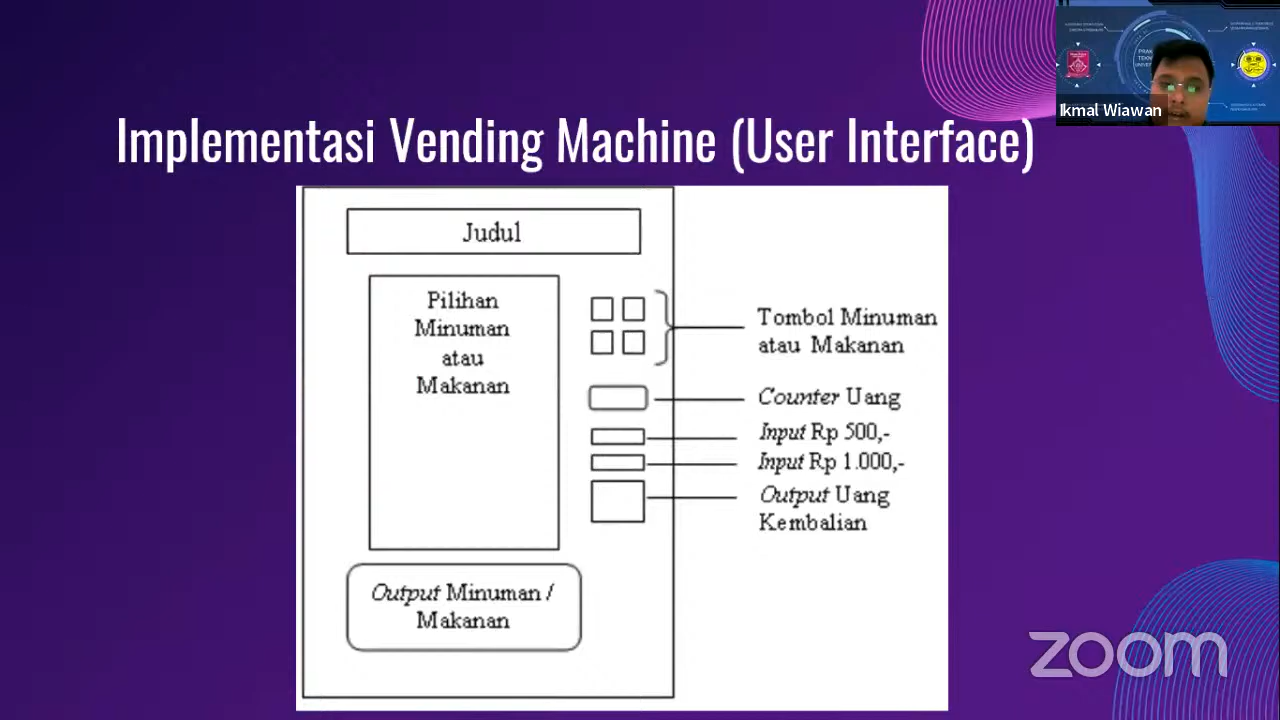 Ikmal Wiawan
Implementasi Vending Machine (User Interface)
Judul
Pilihan
Minuman
atau
Makanan
Tombol Minuman
atau Makanan
Counter Uang
Input Rp 500,-
Input Rp 1.000,-
Output Uang
Kembalian
Output Minuman /
Makanan
zoom